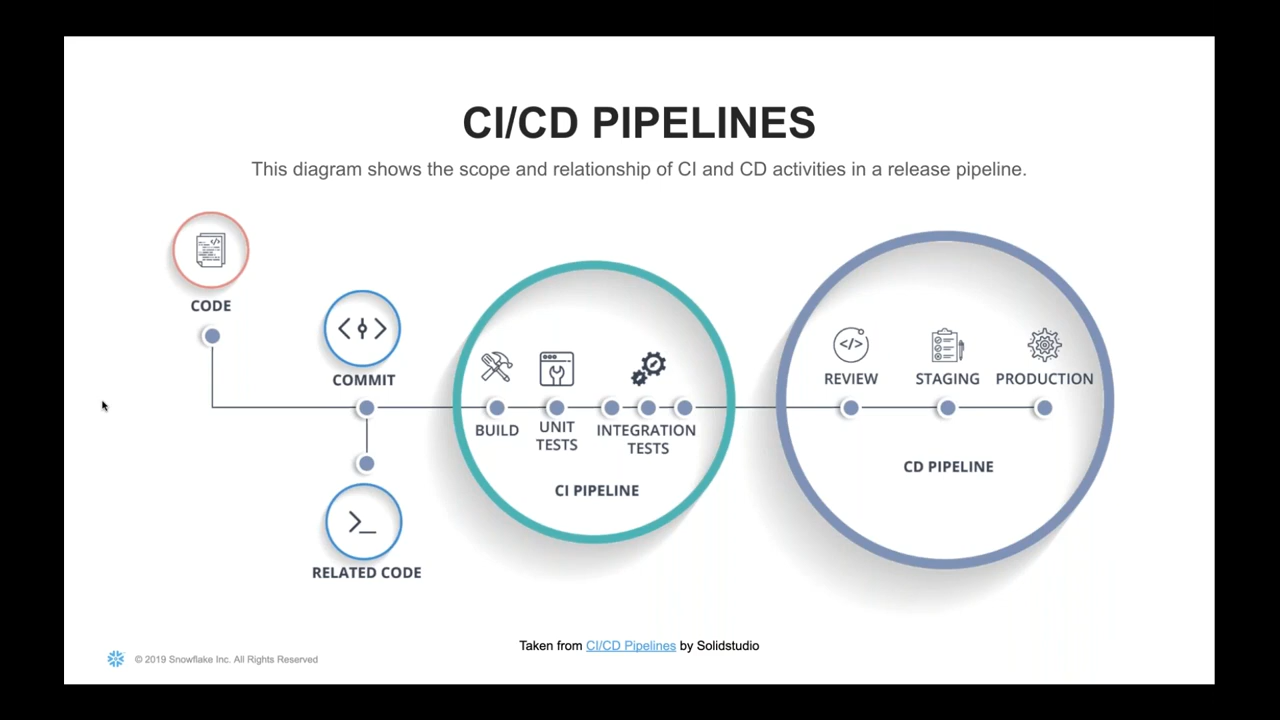 CI/CD PIPELINES
This diagram shows the scope and relationship of CI and CD activities in a release pipeline.
CODE
COMMIT
RELATED CODE
BUILD
UNIT
TESTS
INTEGRATION
TESTS
CI PIPELINE
REVIEW
STAGING
PRODUCTION
CD PIPELINE
Taken from CI/CD Pipelines by Solidstudio
© 2019 Snowflake Inc. All Rights Reserved